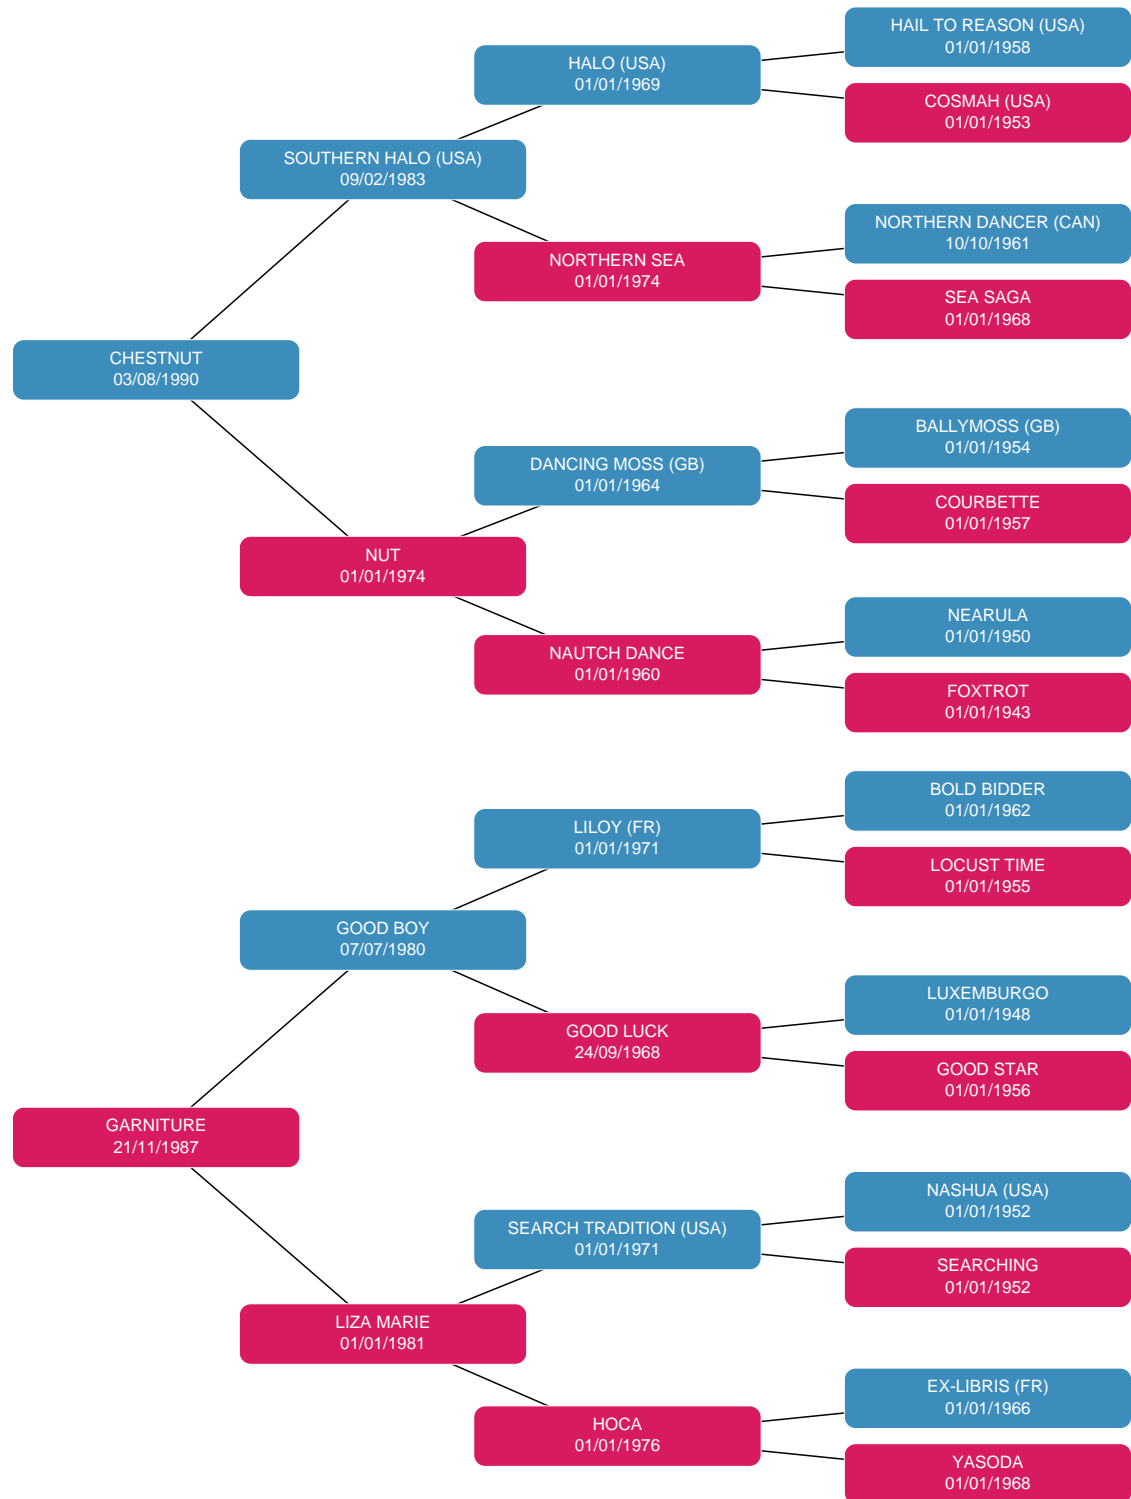 HAIL TO REASON (USA)
01/01/1958
HALO (USA)
01/01/1969
COSMAH (USA)
01/01/1953
SOUTHERN HALO (USA)
09/02/1983
NORTHERN DANCER (CAN)
10/10/1961
NORTHERN SEA
01/01/1974
SEA SAGA
01/01/1968
CHESTNUT
03/08/1990
BALLYMOSS (GB)
01/01/1954
DANCING MOSS (GB)
01/01/1964
COURBETTE
01/01/1957
NUT
01/01/1974
NEARULA
01/01/1950
NAUTCH DANCE
01/01/1960
FOXTROT
01/01/1943
BOLD BIDDER
01/01/1962
LILOY (FR)
01/01/1971
LOCUST TIME
01/01/1955
GOOD BOY
07/07/1980
LUXEMBURGO
01/01/1948
GOOD LUCK
24/09/1968
GOOD STAR
01/01/1956
GARNITURE
21/11/1987
NASHUA (USA)
01/01/1952
SEARCH TRADITION (USA)
01/01/1971
SEARCHING
01/01/1952
LIZA MARIE
01/01/1981
EX-LIBRIS (FR)
01/01/1966
HOCA
01/01/1976
YASODA
01/01/1968